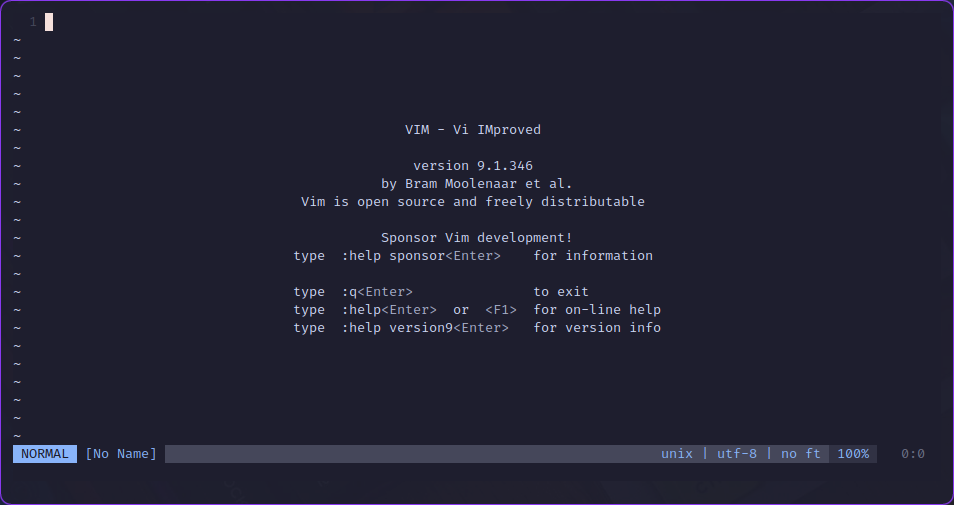 1
~
~
~
~
~
~ VIM - Vi IMproved
~
~ version 9.1.346
~ by Bram Moolenaar et al.
~ Vim is open source and freely distributable
~
~ Sponsor Vim development!
~ type :help sponsor<Enter> for information
~
~ type :q<Enter> to exit
~ type :help<Enter> or <F1> for on-line help
~ type :help version9<Enter> for version info
~
~
~
~
~
~
NORMAL [No Name] unix | utf-8 | no ft 100% 0:0